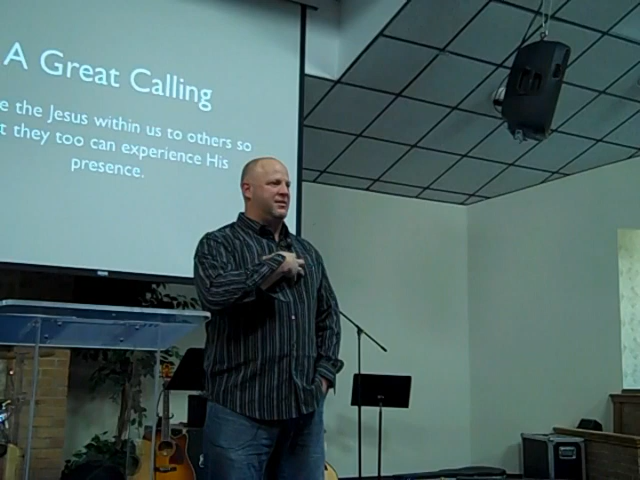 A Great Calling
e the Jesus within us to others so
t they too can experience His
presence.